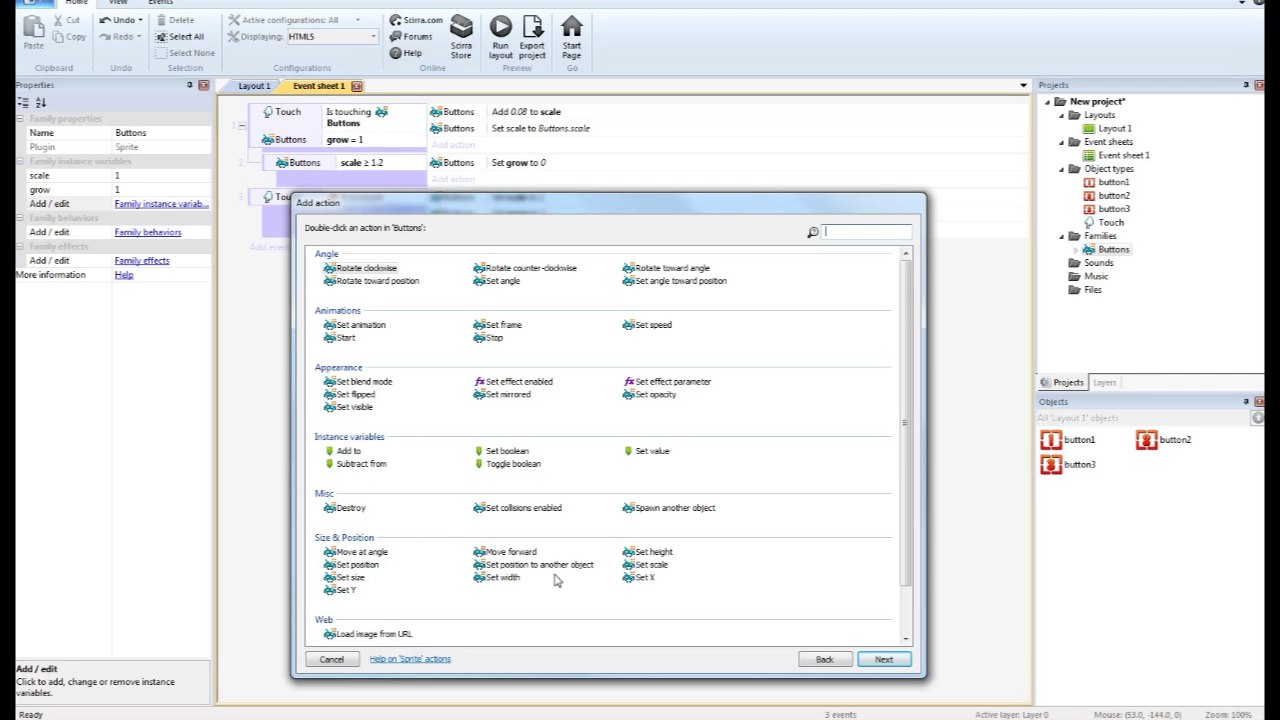 Home View Events
Cut Undo Delete Active configurations: All Scirra.com
Copy Redo Select All Displaying: HTML5 Forums
Paste Select None Help Scirra Store Run layout Export project Start Page
Clipboard Undo Selection Configurations Online Preview Go
Properties Layout 1 Event sheet 1 Projects
Family properties
Name Buttons
Plugin Sprite
Family instance variables
scale 1
grow 1
Add / edit Family instance variab...
Family behaviors
Add / edit Family behaviors
Family effects
Add / edit Family effects
More information Help
1 Touch Is touching Buttons Buttons Add 0.08 to scale
Buttons Set scale to Buttons.scale
Buttons grow = 1 Add action
2 Buttons scale ≥ 1.2 Buttons Set grow to 0
Add action
3
Add action
Double-click an action in 'Buttons':
Angle
Rotate clockwise Rotate counter-clockwise Rotate toward angle
Rotate toward position Set angle Set angle toward position
Animations
Set animation Set frame Set speed
Start Stop
Appearance
Set blend mode Set effect enabled Set effect parameter
Set flipped Set mirrored Set opacity
Set visible
Instance variables
Add to Set boolean Set value
Subtract from Toggle boolean
Misc
Destroy Set collisions enabled Spawn another object
Size & Position
Move at angle Move forward Set height
Set position Set position to another object Set scale
Set size Set width Set X
Set Y
Web
Load image from URL
Cancel Help on 'Sprite' actions Back Next
New project*
Layouts
Layout 1
Event sheets
Event sheet 1
Object types
button1
button2
button3
Touch
Families
Buttons
Sounds
Music
Files
Projects Layers
Objects
All 'Layout 1' objects
button1 button2
button3
Add / edit
Click to add, change or remove instance
variables.
Ready 3 events Active layer: Layer 0 Mouse: (53.0, -144.0, 0) Zoom: 100%